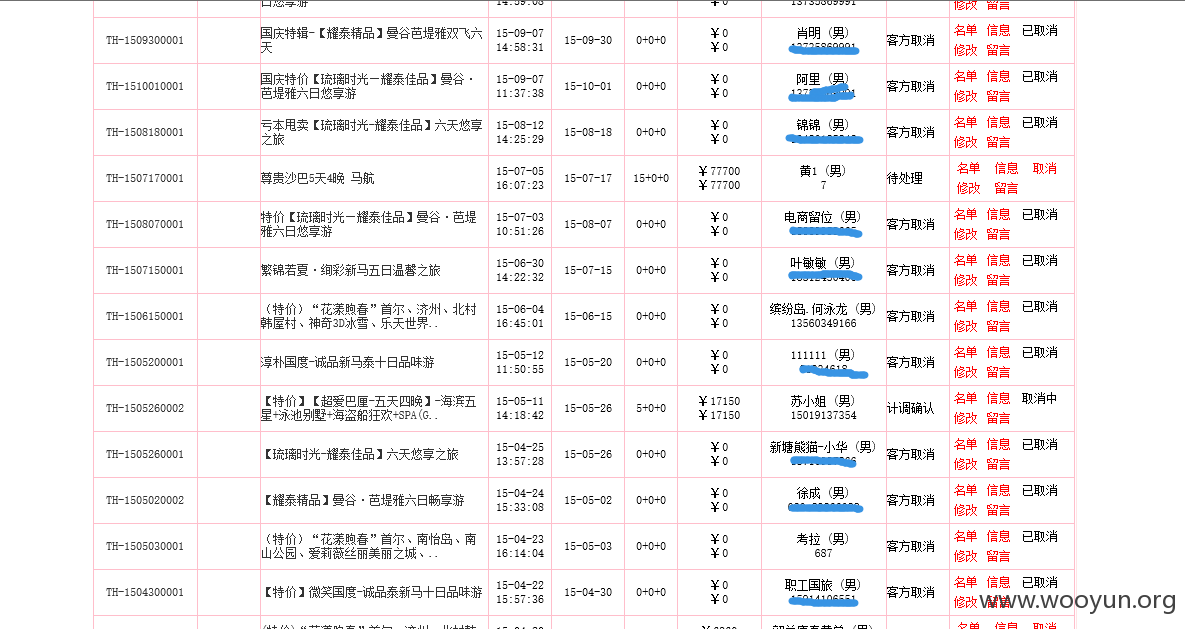 日悠享游 14:59:08 ￥0 13735869991 修改 留言
TH-1509300001 国庆特辑-【耀泰精品】曼谷芭堤雅双飞六天 15-09-07 14:58:31 15-09-30 0+0+0 ￥0 ￥0 肖明（男） 客方取消 名单 信息 已取消 修改 留言
TH-1510010001 国庆特价【琉璃时光—耀泰佳品】曼谷·芭堤雅六日悠享游 15-09-07 11:37:38 15-10-01 0+0+0 ￥0 ￥0 阿里（男） 客方取消 名单 信息 已取消 修改 留言
TH-1508180001 亏本甩卖【琉璃时光-耀泰佳品】六天悠享之旅 15-08-12 14:25:29 15-08-18 0+0+0 ￥0 ￥0 锦锦（男） 客方取消 名单 信息 已取消 修改 留言
TH-1507170001 尊贵沙巴5天4晚 马航 15-07-05 16:07:23 15-07-17 15+0+0 ￥77700 ￥77700 黄1（男） 7 待处理 名单 信息 取消 修改 留言
TH-1508070001 特价【琉璃时光—耀泰佳品】曼谷·芭堤雅六日悠享游 15-07-03 10:51:26 15-08-07 0+0+0 ￥0 ￥0 电商留位（男） 客方取消 名单 信息 已取消 修改 留言
TH-1507150001 繁锦若夏·绚彩新马五日温馨之旅 15-06-30 14:22:32 15-07-15 0+0+0 ￥0 ￥0 叶敏敏（男） 客方取消 名单 信息 已取消 修改 留言
TH-1506150001 （特价）“花漾煦春”首尔、济州、北村韩屋村、神奇3D冰雪、乐天世界.. 15-06-04 16:45:01 15-06-15 0+0+0 ￥0 ￥0 缤纷岛.何泳龙（男） 13560349166 客方取消 名单 信息 已取消 修改 留言
TH-1505200001 淳朴国度-诚品新马泰十日品味游 15-05-12 11:50:55 15-05-20 0+0+0 ￥0 ￥0 111111（男） 客方取消 名单 信息 已取消 修改 留言
TH-1505260002 【特价】【超爱巴厘-五天四晚】-海滨五星+泳池别墅+海盗船狂欢+SPA(G.. 15-05-11 14:18:42 15-05-26 5+0+0 ￥17150 ￥17150 苏小姐（男） 15019137354 计调确认 名单 信息 取消中 修改 留言
TH-1505260001 【琉璃时光-耀泰佳品】六天悠享之旅 15-04-25 13:57:28 15-05-26 0+0+0 ￥0 ￥0 新塘熊猫-小华（男） 客方取消 名单 信息 已取消 修改 留言
TH-1505020002 【耀泰精品】曼谷·芭堤雅六日畅享游 15-04-24 15:33:08 15-05-02 0+0+0 ￥0 ￥0 徐成（男） 客方取消 名单 信息 已取消 修改 留言
TH-1505030001 （特价）“花漾煦春”首尔、南怡岛、南山公园、爱莉薇丝丽美丽之城、.. 15-04-23 16:14:04 15-05-03 0+0+0 ￥0 ￥0 考拉（男） 687 客方取消 名单 信息 已取消 修改 留言
TH-1504300001 【特价】微笑国度-诚品泰新马十日品味游 15-04-22 15:57:36 15-04-30 0+0+0 ￥0 ￥0 职工国旅（男） 客方取消 名单 信息 已取消 修改 留言
www.wooyun.org